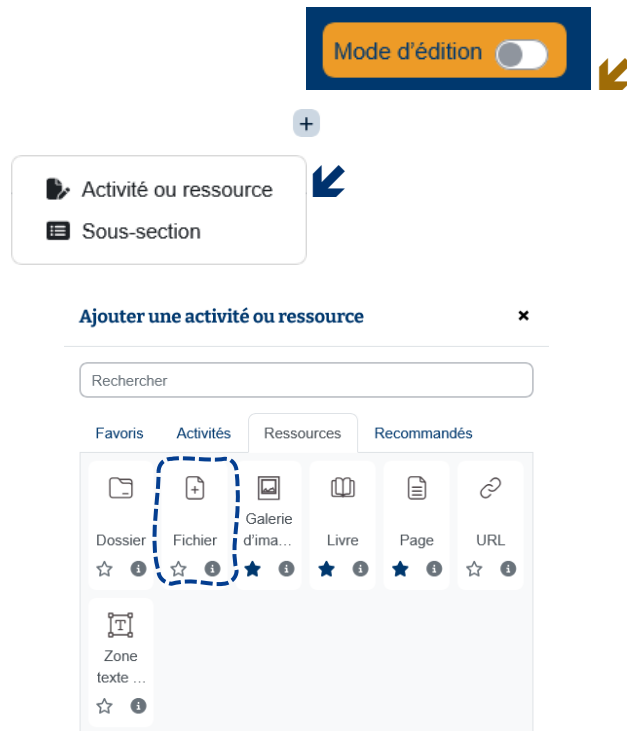 Mode d’édition
+
Activité ou ressource
Sous-section
Ajouter une activité ou ressource
Rechercher
Favoris Activités Ressources Recommandés
Galerie
Dossier Fichier d’ima... Livre Page URL
T
Zone
texte ...